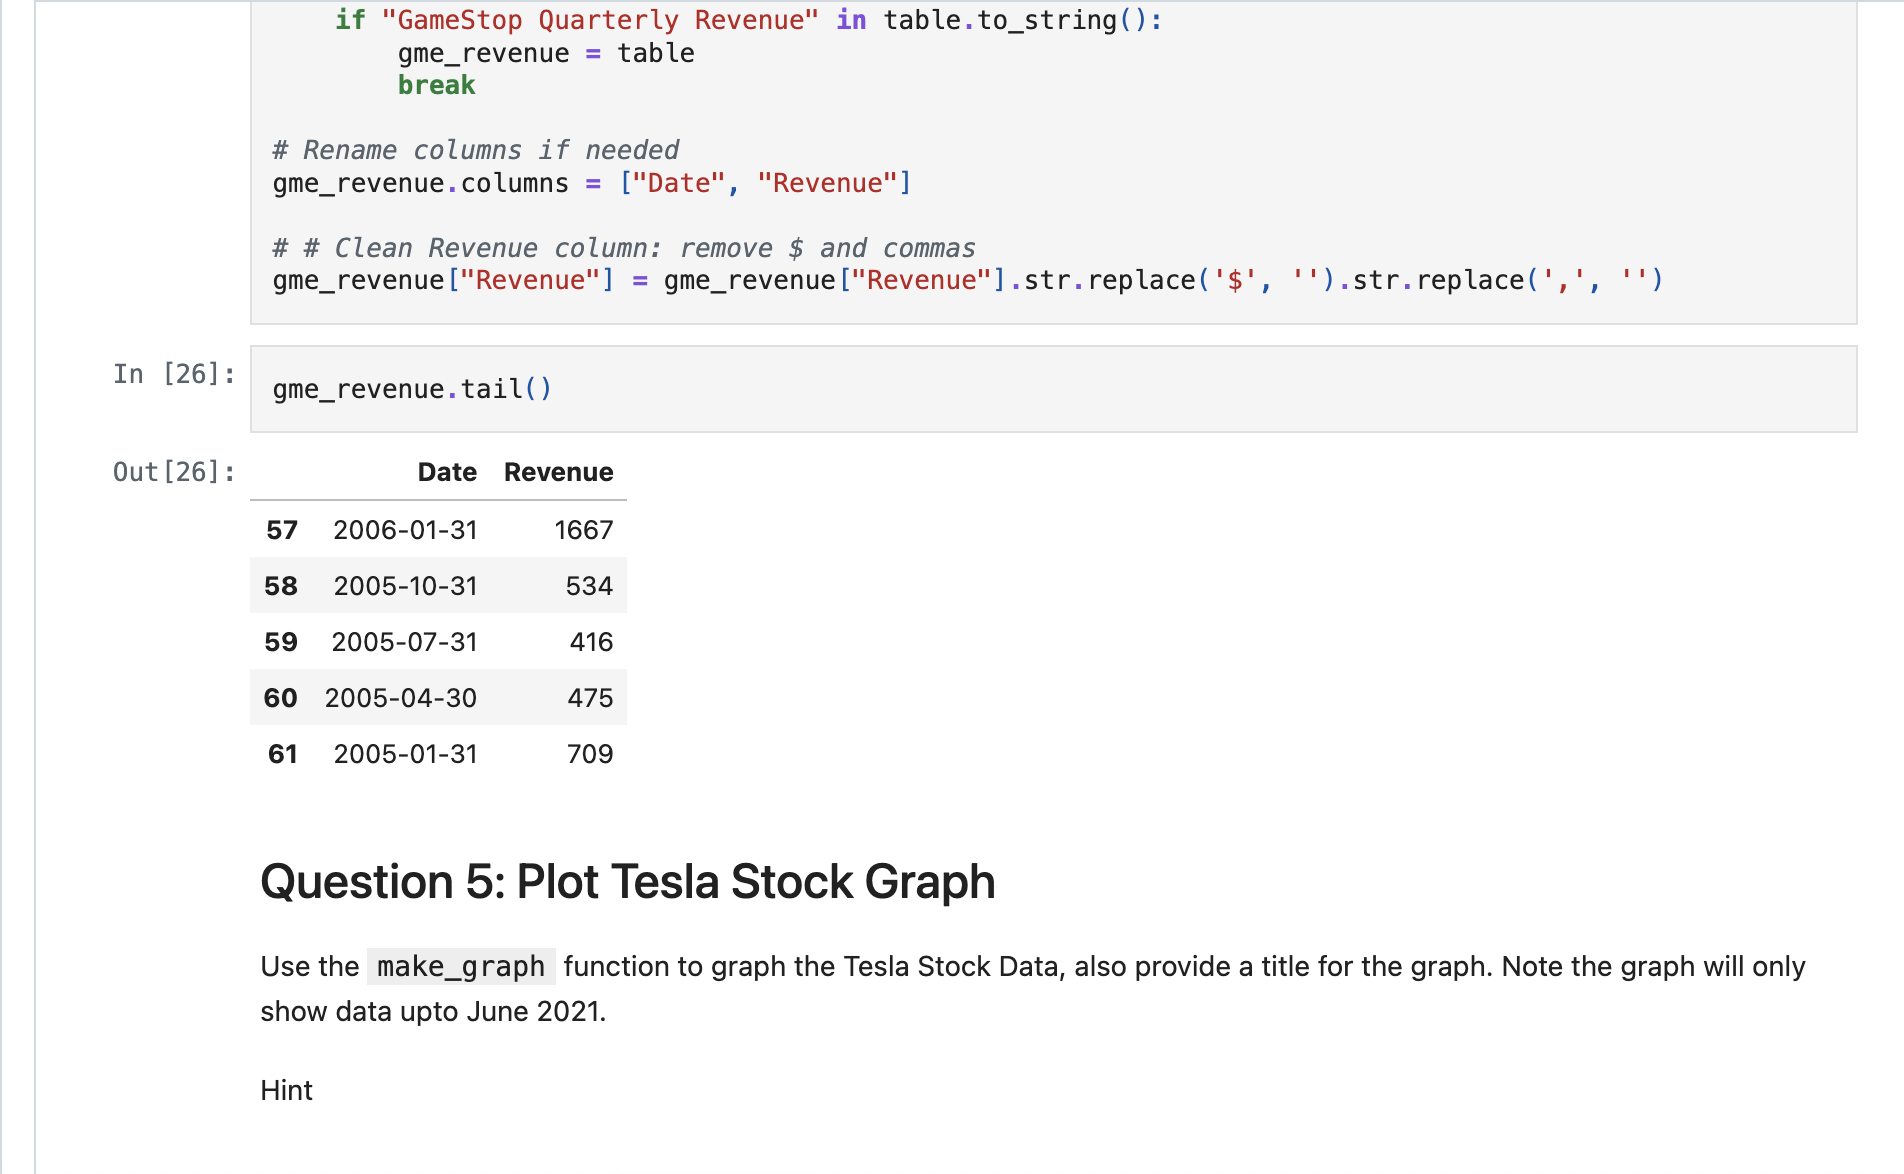 if "GameStop Quarterly Revenue" in table.to_string():
gme_revenue = table
break
# Rename columns if needed
gme_revenue.columns = ["Date", "Revenue"]
# # Clean Revenue column: remove $ and commas
gme_revenue["Revenue"] = gme_revenue["Revenue"].str.replace('$', '').str.replace(',', '')
In [26]:
gme_revenue.tail()
Out[26]:
Date Revenue
57 2006-01-31 1667
58 2005-10-31 534
59 2005-07-31 416
60 2005-04-30 475
61 2005-01-31 709
Question 5: Plot Tesla Stock Graph
Use the make_graph function to graph the Tesla Stock Data, also provide a title for the graph. Note the graph will only
show data upto June 2021.
Hint